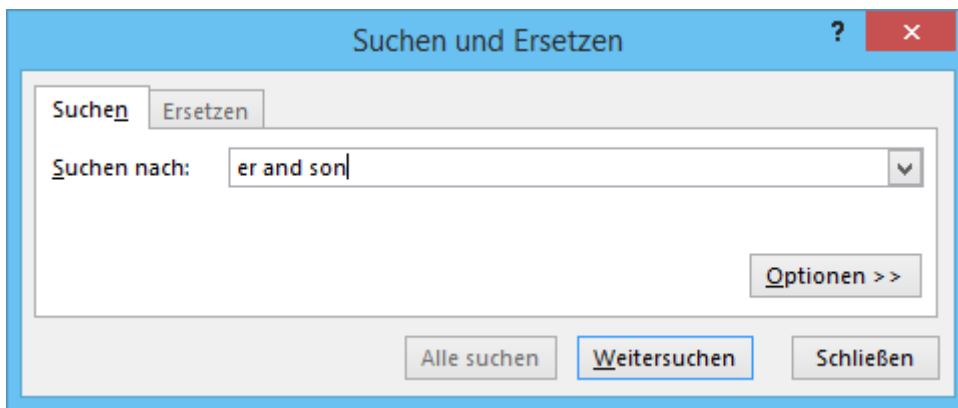 Suchen und Ersetzen ? ×
Suchen Ersetzen
Suchen nach: er and son
Optionen >>
Alle suchen Weitersuchen Schließen